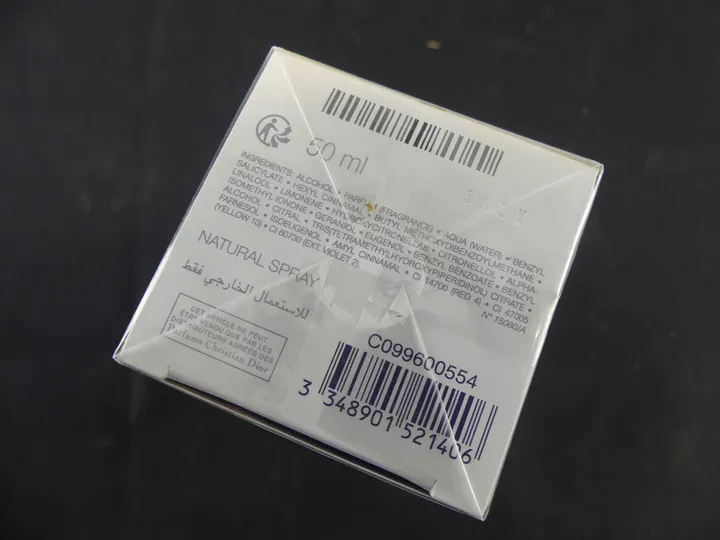 50 ml
INGREDIENTS: ALCOHOL • PARFUM (FRAGRANCE) • AQUA (WATER) • BENZYL
SALICYLATE • HEXYL CINNAMAL • BUTYL METHOXYDIBENZOYLMETHANE •
LINALOOL • LIMONENE • HYDROXYCITRONELLAL • CITRONELLOL • ALPHA-
ISOMETHYL IONONE • GERANIOL • EUGENOL • BENZYL BENZOATE • BENZYL
ALCOHOL • CITRAL • TRIS(TETRAMETHYLHYDROXYPIPERIDINOL) CITRATE •
FARNESOL • ISOEUGENOL • AMYL CINNAMAL • CI 14700 (RED 4) • CI 47005
(YELLOW 10) • CI 60730 (EXT. VIOLET 2).
N° 15080/A
NATURAL SPRAY
للاستعمال الخارجي فقط
CET ARTICLE NE PEUT
ÊTRE VENDU QUE PAR LES
DISTRIBUTEURS AGRÉÉS DES
Parfums Christian Dior
C099600554
3 348901 521406